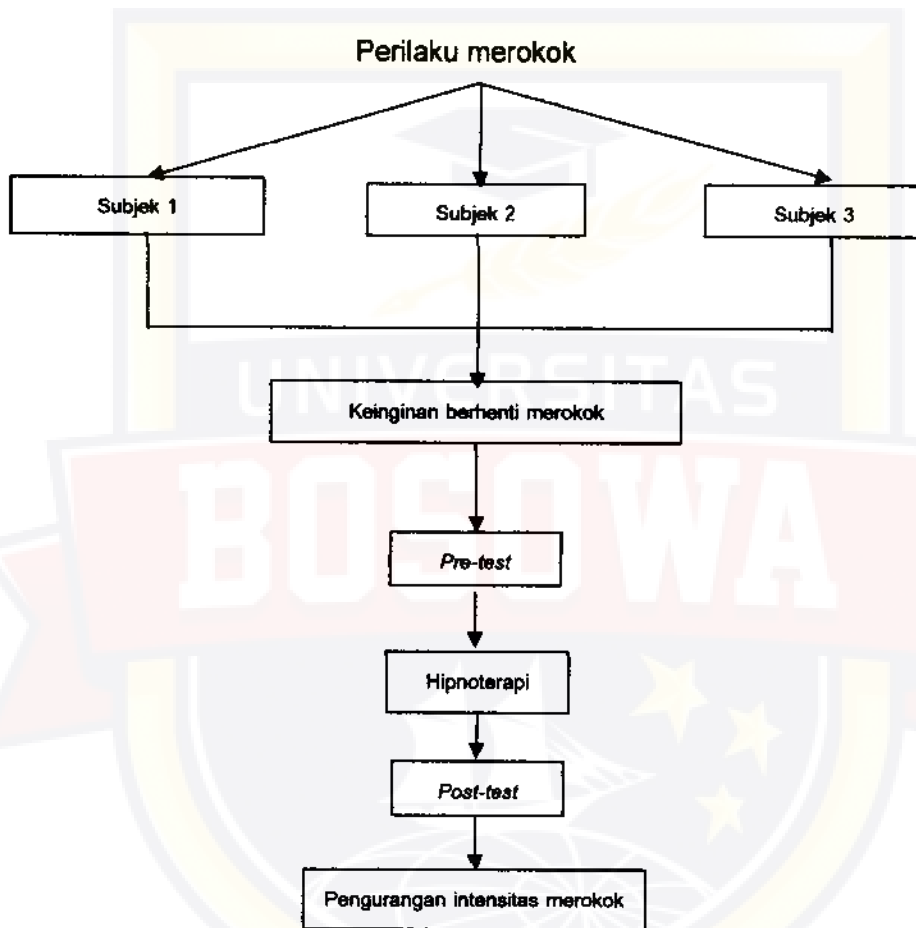 Perilaku merokok
Subjek 1
Subjek 2
Subjek 3
UNIVERSITAS
Keinginan berhenti merokok
BOSOWA
Pre-test
Hipnoterapi
Post-test
Pengurangan intensitas merokok